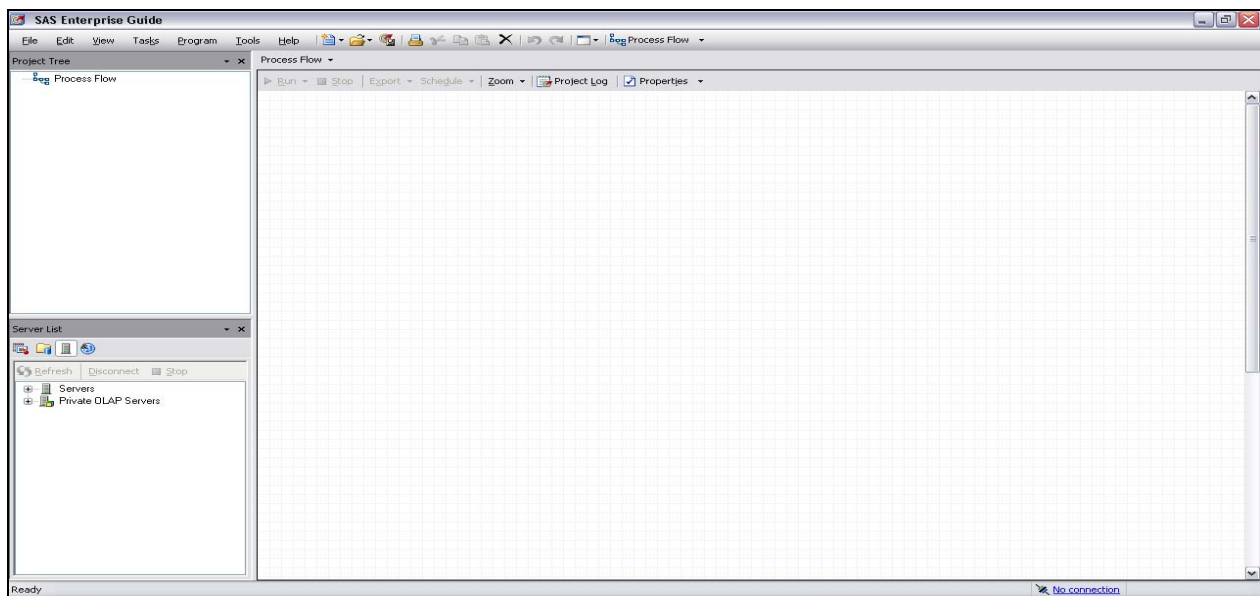 SAS Enterprise Guide
File Edit View Tasks Program Tools Help Process Flow
Project Tree
Process Flow
Process Flow
Run Stop Export Schedule Zoom Project Log Properties
Server List
Refresh Disconnect Stop
Servers
Private OLAP Servers
Ready
No connection